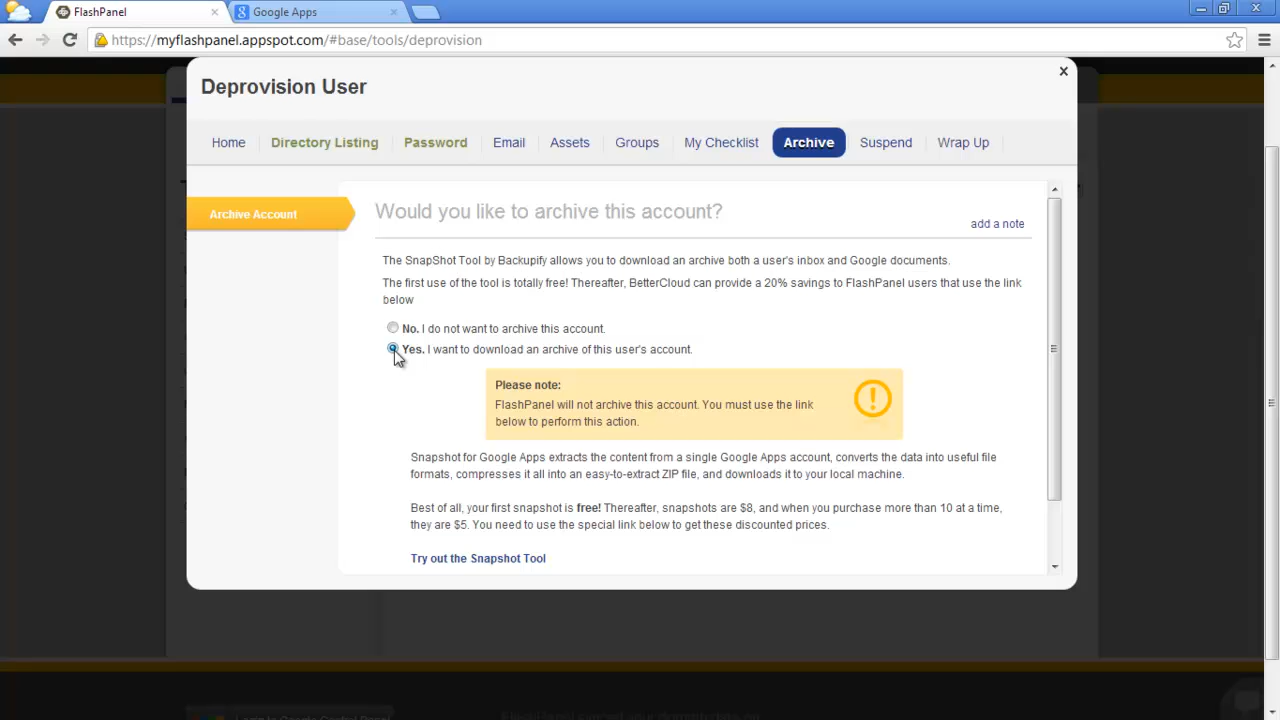 FlashPanel
Google Apps
https://myflashpanel.appspot.com/#base/tools/deprovision
Deprovision User
Home
Directory Listing
Password
Email
Assets
Groups
My Checklist
Archive
Suspend
Wrap Up
Archive Account
Would you like to archive this account?
add a note
The SnapShot Tool by Backupify allows you to download an archive both a user's inbox and Google documents.
The first use of the tool is totally free! Thereafter, BetterCloud can provide a 20% savings to FlashPanel users that use the link
below
No. I do not want to archive this account.
Yes. I want to download an archive of this user's account.
Please note:
FlashPanel will not archive this account. You must use the link
below to perform this action.
Snapshot for Google Apps extracts the content from a single Google Apps account, converts the data into useful file
formats, compresses it all into an easy-to-extract ZIP file, and downloads it to your local machine.
Best of all, your first snapshot is free! Thereafter, snapshots are $8, and when you purchase more than 10 at a time,
they are $5. You need to use the special link below to get these discounted prices.
Try out the Snapshot Tool